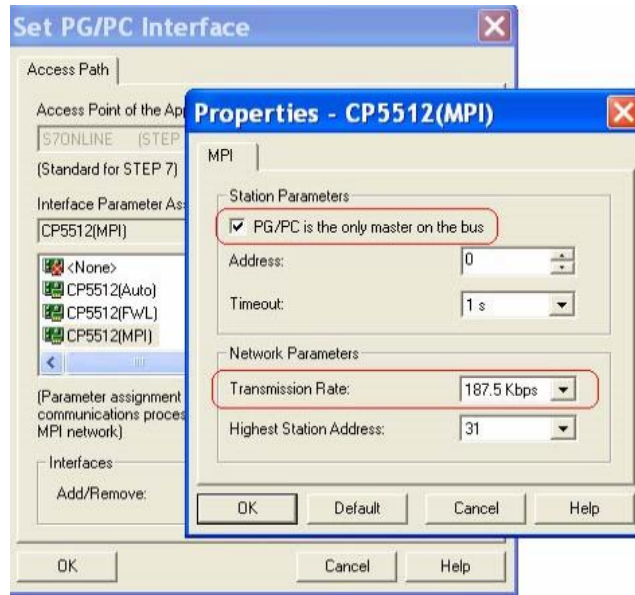 Set PG/PC Interface
Access Path
Access Point of the Ap
S7ONLINE (STEP
(Standard for STEP 7)
Interface Parameter As
CP5512(MPI)
<None>
CP5512(Auto)
CP5512(FWL)
CP5512(MPI)
(Parameter assignment
communications proces
MPI network)
Interfaces
Add/Remove:
OK
Cancel
Help
Properties - CP5512(MPI)
MPI
Station Parameters
PG/PC is the only master on the bus
Address:
0
Timeout:
1 s
Network Parameters
Transmission Rate:
187.5 Kbps
Highest Station Address:
31
OK
Default
Cancel
Help